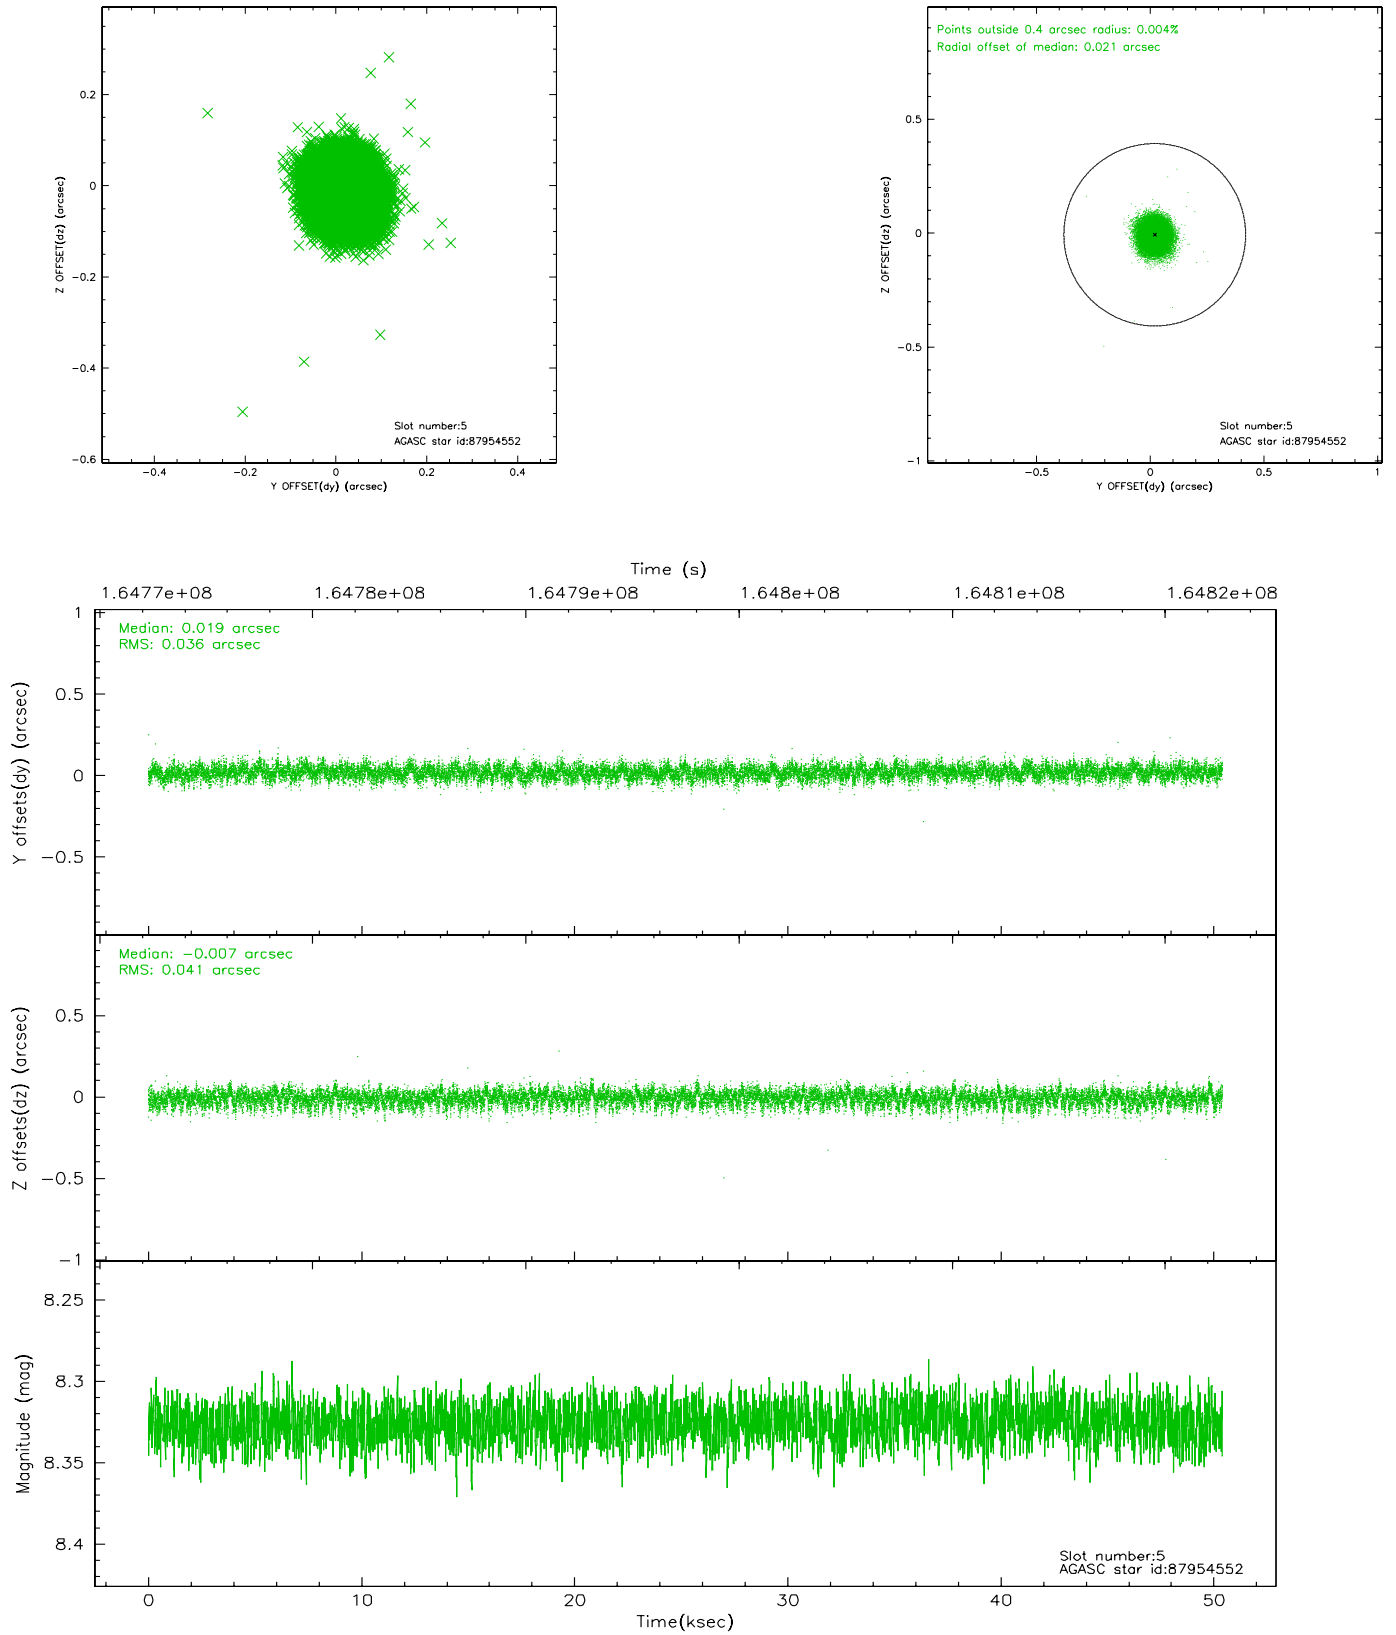 0.2
0
−0.2
−0.4
−0.6
Z OFFSET(dz) (arcsec)
−0.4
−0.2
0
0.2
0.4
Y OFFSET(dy) (arcsec)
Slot number:5
AGASC star id:87954552
Points outside 0.4 arcsec radius: 0.004%
Radial offset of median: 0.021 arcsec
0.5
0
−0.5
−1
Z OFFSET(dz) (arcsec)
−0.5
0
0.5
1
Y OFFSET(dy) (arcsec)
Slot number:5
AGASC star id:87954552
Time (s)
1.6477e+08
1.6478e+08
1.6479e+08
1.648e+08
1.6481e+08
1.6482e+08
Median: 0.019 arcsec
RMS: 0.036 arcsec
1
0.5
0
−0.5
Y offsets(dy) (arcsec)
Median: −0.007 arcsec
RMS: 0.041 arcsec
0.5
0
−0.5
−1
Z offsets(dz) (arcsec)
8.25
8.3
8.35
8.4
Magnitude (mag)
Slot number:5
AGASC star id:87954552
0
10
20
30
40
50
Time(ksec)